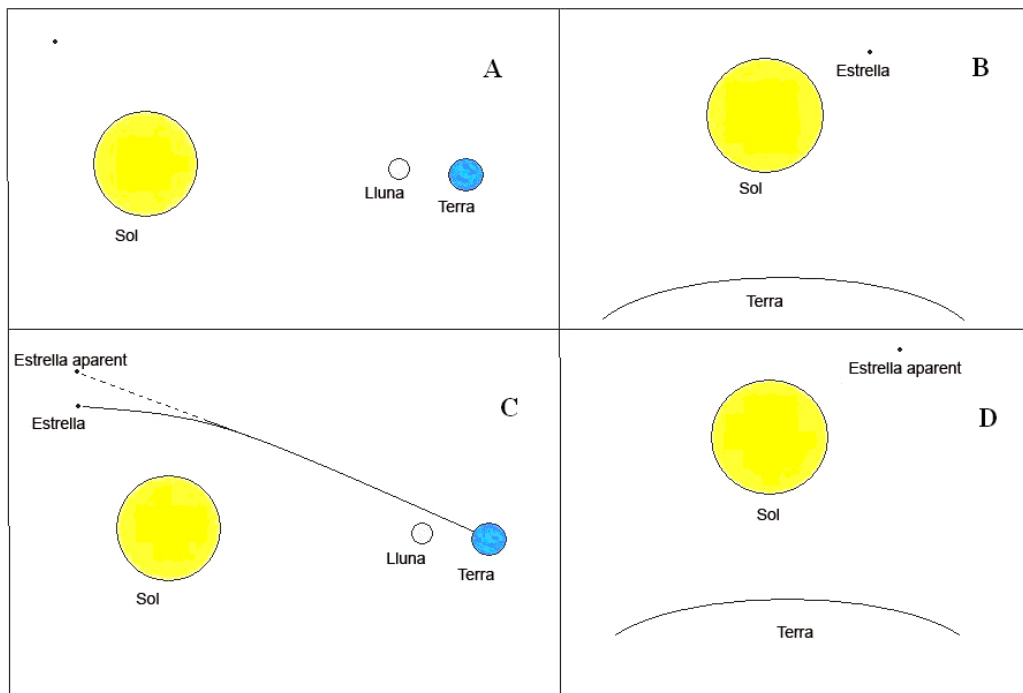 A
Lluna
Terra
Sol
B
Estrella
Sol
Terra
Estrella aparent
Estrella
C
Lluna
Terra
Sol
Estrella aparent
D
Sol
Terra